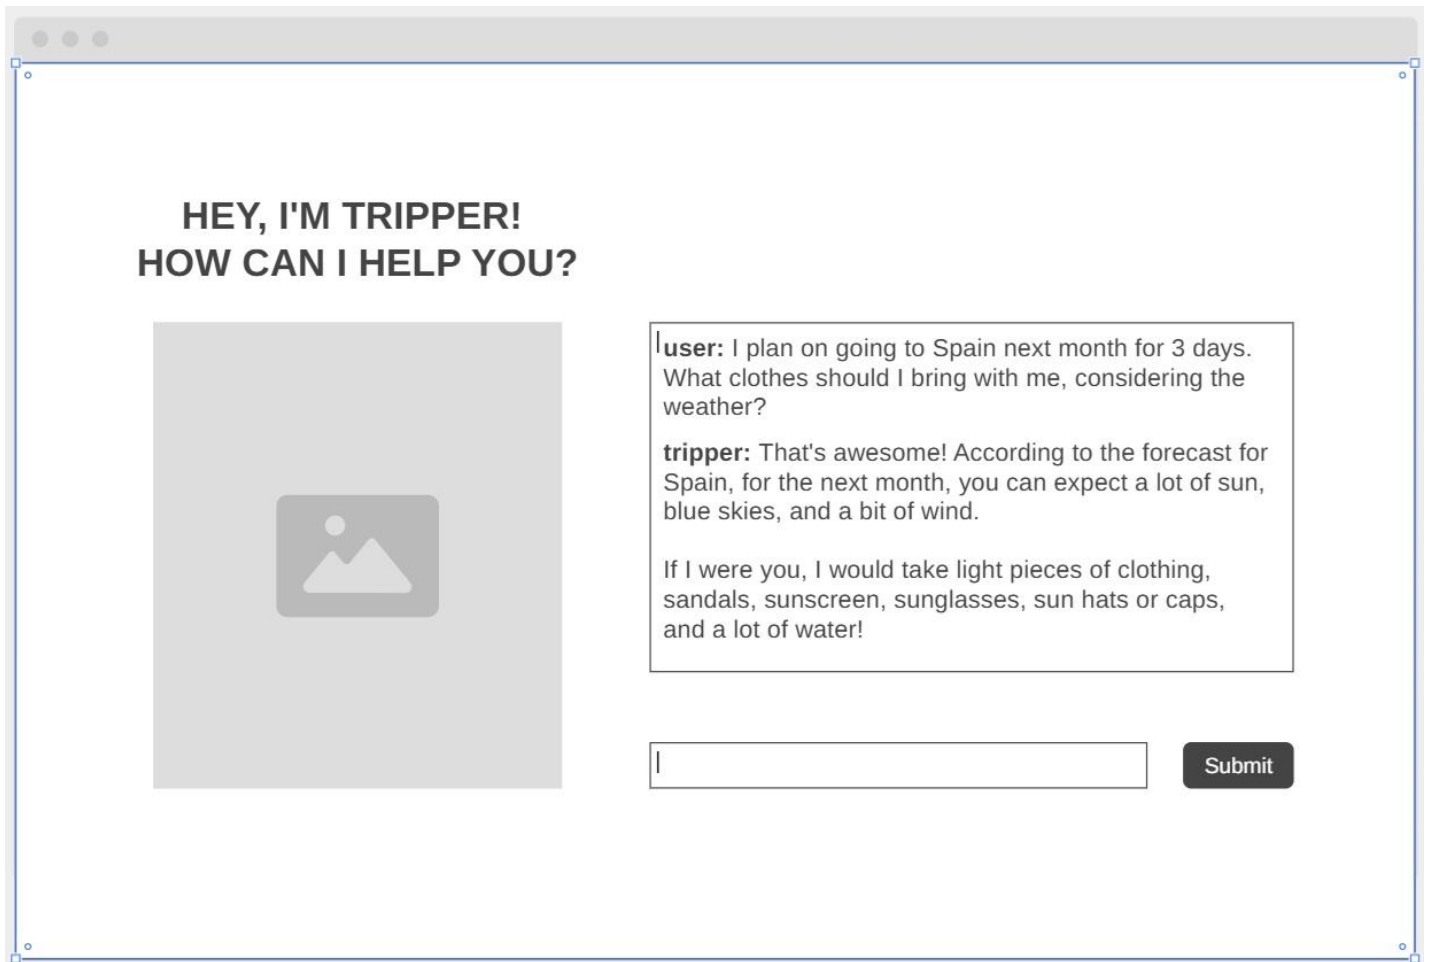 HEY, I'M TRIPPER!
HOW CAN I HELP YOU?
user: I plan on going to Spain next month for 3 days.
What clothes should I bring with me, considering the
weather?
tripper: That's awesome! According to the forecast for
Spain, for the next month, you can expect a lot of sun,
blue skies, and a bit of wind.
If I were you, I would take light pieces of clothing,
sandals, sunscreen, sunglasses, sun hats or caps,
and a lot of water!
Submit